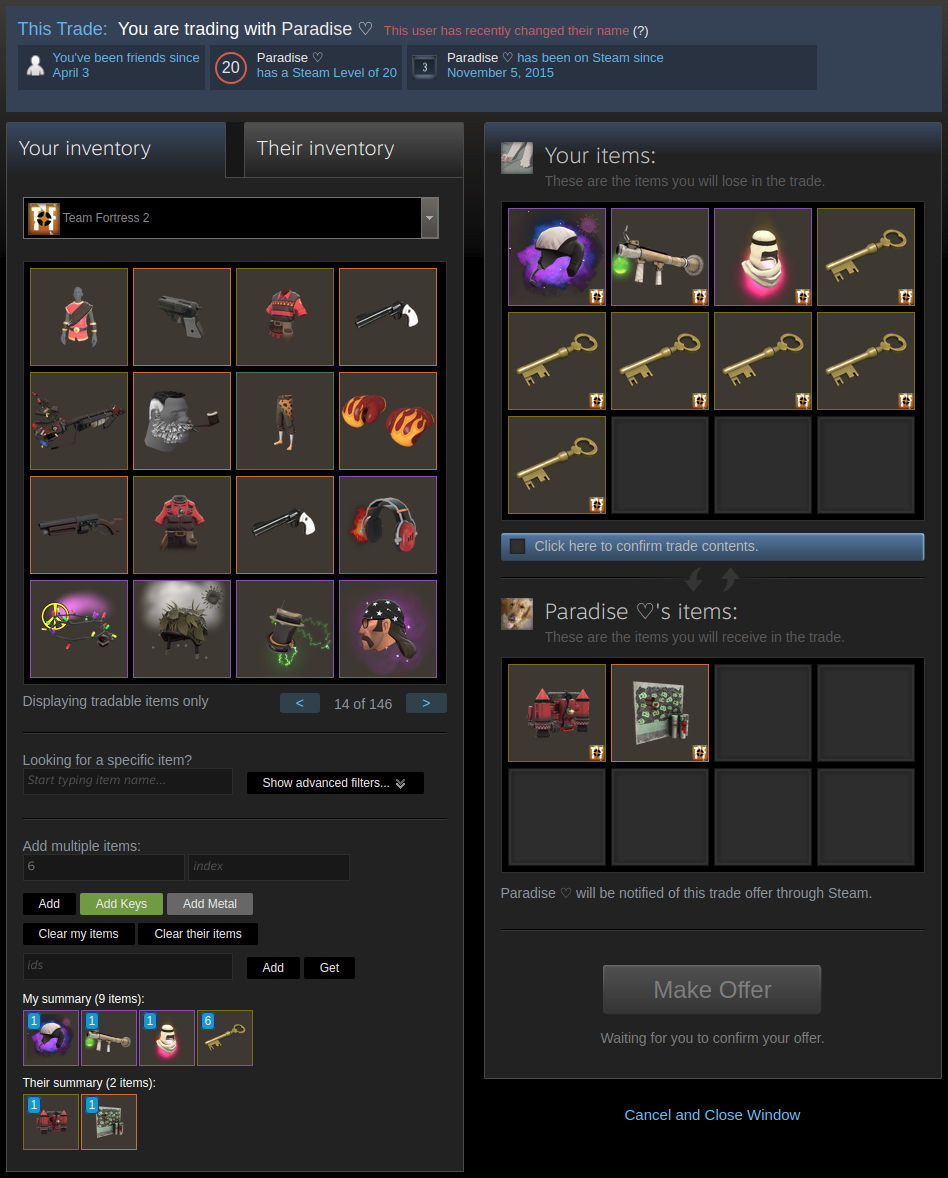 This Trade: You are trading with Paradise ♡ This user has recently changed their name (?)
You've been friends since
April 3
20
Paradise ♡
has a Steam Level of 20
3
Paradise ♡ has been on Steam since
November 5, 2015
Your inventory
Their inventory
Team Fortress 2
Displaying tradable items only
<
14 of 146
>
Looking for a specific item?
Start typing item name...
Show advanced filters...
Add multiple items:
6
index
Add
Add Keys
Add Metal
Clear my items
Clear their items
ids
Add
Get
My summary (9 items):
1
1
1
6
Their summary (2 items):
1
1
Your items:
These are the items you will lose in the trade.
Click here to confirm trade contents.
Paradise ♡'s items:
These are the items you will receive in the trade.
Paradise ♡ will be notified of this trade offer through Steam.
Make Offer
Waiting for you to confirm your offer.
Cancel and Close Window